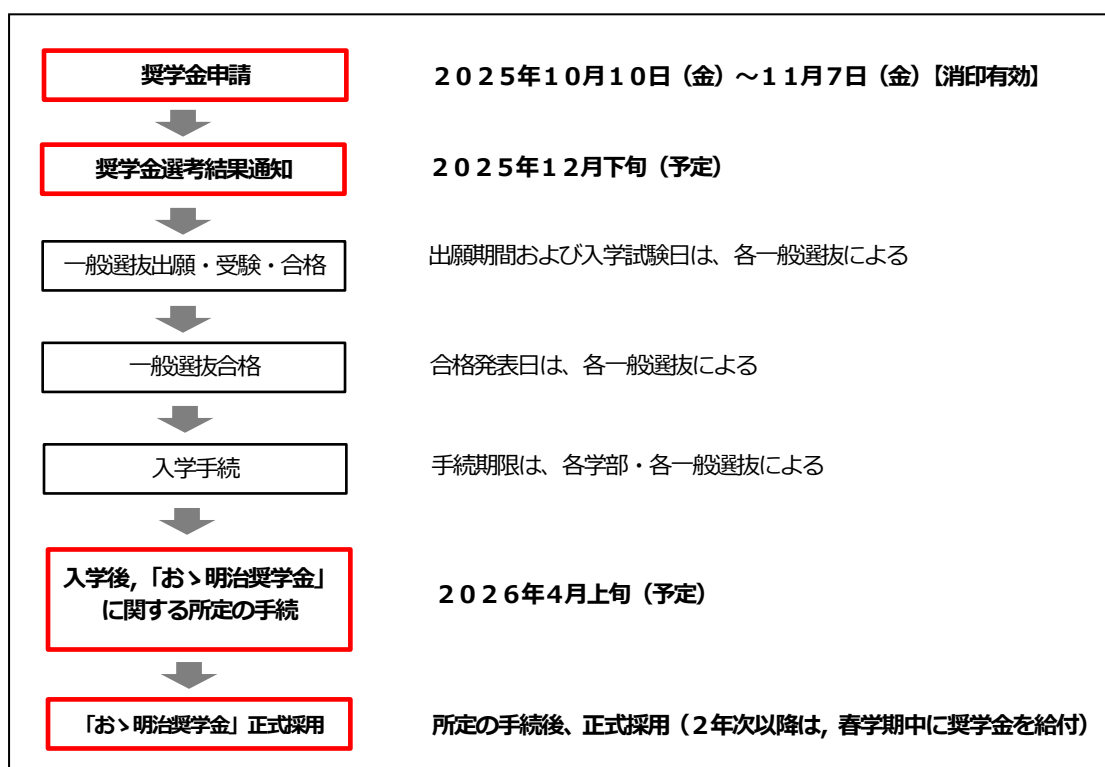 奨学金申請
２０２５年１０月１０日（金）～１１月７日（金）【消印有効】
奨学金選考結果通知
２０２５年１２月下旬（予定）
一般選抜出願・受験・合格
出願期間および入学試験日は、各一般選抜による
一般選抜合格
合格発表日は、各一般選抜による
入学手続
手続期限は、各学部・各一般選抜による
入学後，「おゝ明治奨学金」
に関する所定の手続
２０２６年４月上旬（予定）
「おゝ明治奨学金」正式採用
所定の手続後、正式採用（２年次以降は，春学期中に奨学金を給付）